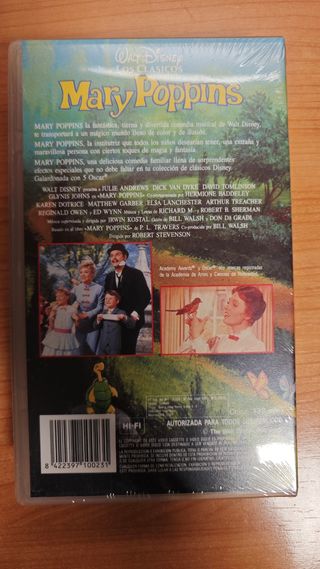 WALT DISNEY
LOS CLÁSICOS
MARY POPPINS
MARY POPPINS la fantástica, tierna y divertida comedia musical de Walt Disney,
te transportará a un mágico mundo lleno de color y de ilusión.
MARY POPPINS, la institutriz que todos los niños desearían tener, una extraña y
maravillosa persona con ciertos toques de magia y fantasía.
MARY POPPINS, una deliciosa comedia familiar llena de sorprendentes
efectos especiales que no debe faltar en tu colección de clásicos Disney.
Galardonada con 5 Oscar®.
WALT DISNEY presenta a JULIE ANDREWS DICK VAN DYKE DAVID TOMLINSON
GLYNIS JOHNS en «MARY POPPINS» HERMIONE BADDELEY
KAREN DOTRICE MATTHEW GARBER ELSA LANCHESTER ARTHUR TREACHER
REGINALD OWEN y ED WYNN Música y Letras de RICHARD M. y ROBERT B. SHERMAN
Música supervisada y dirigida por IRWIN KOSTAL Guión de BILL WALSH DON DI GRADI
Basado en el libro «MARY POPPINS» de P. L. TRAVERS Co-producida por BILL WALSH
Dirigida por ROBERT STEVENSON
Academy Awards® y Oscar® son marcas registradas
de la Academia de Artes y Ciencias de Hollywood.
HI-FI
AUTORIZADA PARA TODOS LOS
8 422397 100231